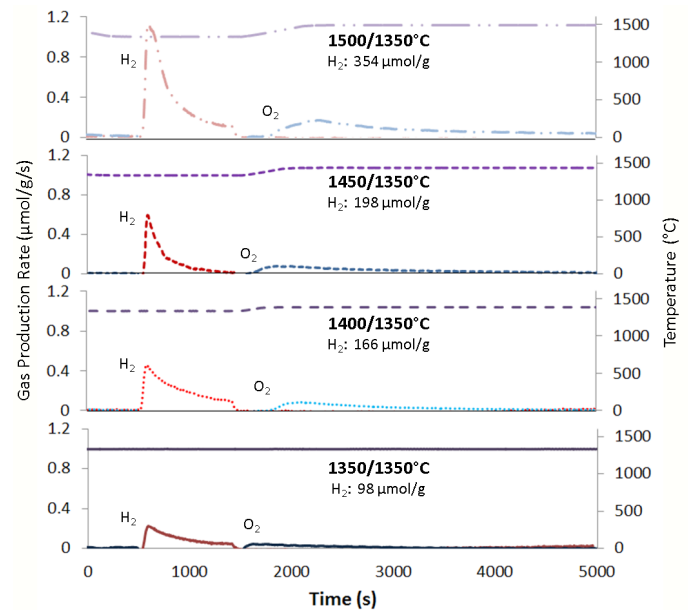 1.2
0.8
0.4
0
1500
1000
500
0
1500/1350°C
H₂: 354 µmol/g
H₂
O₂
1.2
0.8
0.4
0
1500
1000
500
0
1450/1350°C
H₂: 198 µmol/g
H₂
O₂
1.2
0.8
0.4
0
1500
1000
500
0
1400/1350°C
H₂: 166 µmol/g
H₂
O₂
1.2
0.8
0.4
0
1500
1000
500
0
1350/1350°C
H₂: 98 µmol/g
H₂
O₂
0 1000 2000 3000 4000 5000
Time (s)
Gas Production Rate (µmol/g/s)
Temperature (°C)